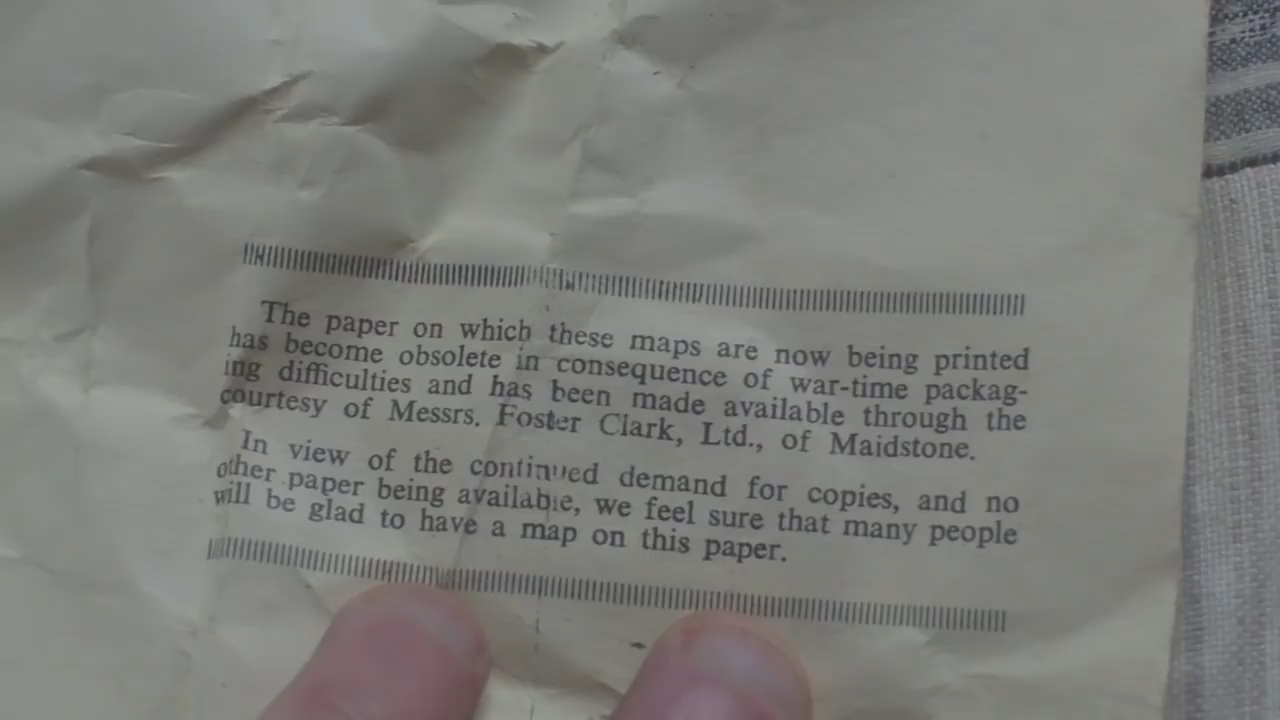 The paper on which these maps are now being printed
has become obsolete in consequence of war-time packag-
ing difficulties and has been made available through the
courtesy of Messrs. Foster Clark, Ltd., of Maidstone.
In view of the continued demand for copies, and no
other paper being available, we feel sure that many people
will be glad to have a map on this paper.